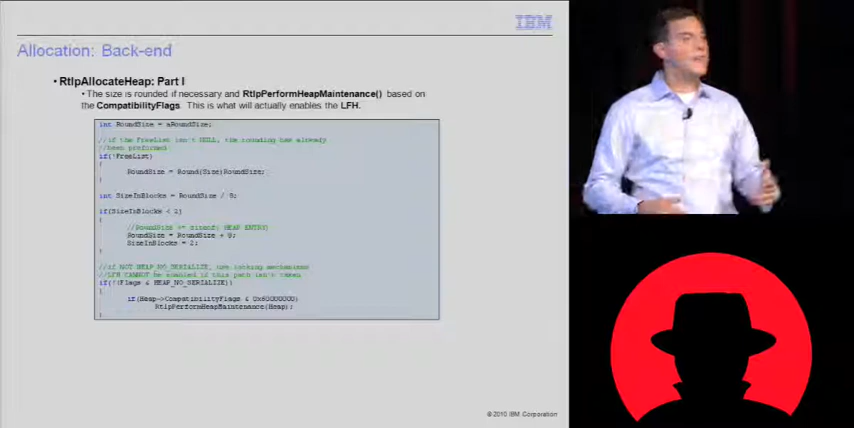 IBM
Allocation: Back-end
• RtlpAllocateHeap: Part I
• The size is rounded if necessary and RtlpPerformHeapMaintenance() based on
the CompatibilityFlags. This is what will actually enables the LFH.
int RoundSize = aRoundSize;
//if the FreeList isn't NULL, the rounding has already
//been preformed
if(!FreeList)
{
RoundSize = Round(Size)RoundSize;
}
int SizeInBlocks = RoundSize / 8;
if(SizeInBlocks < 2)
{
//RoundSize += sizeof(_HEAP_ENTRY)
RoundSize = RoundSize + 8;
SizeInBlocks = 2;
}
//if NOT HEAP_NO_SERIALIZE, use locking mechanisms
//LFH CANNOT be enabled if this path isn't taken
if(!(Flags & HEAP_NO_SERIALIZE))
{
if(Heap->CompatibilityFlags & 0x60000000)
RtlpPerformHeapMaintenance(Heap);
}
© 2010 IBM Corporation